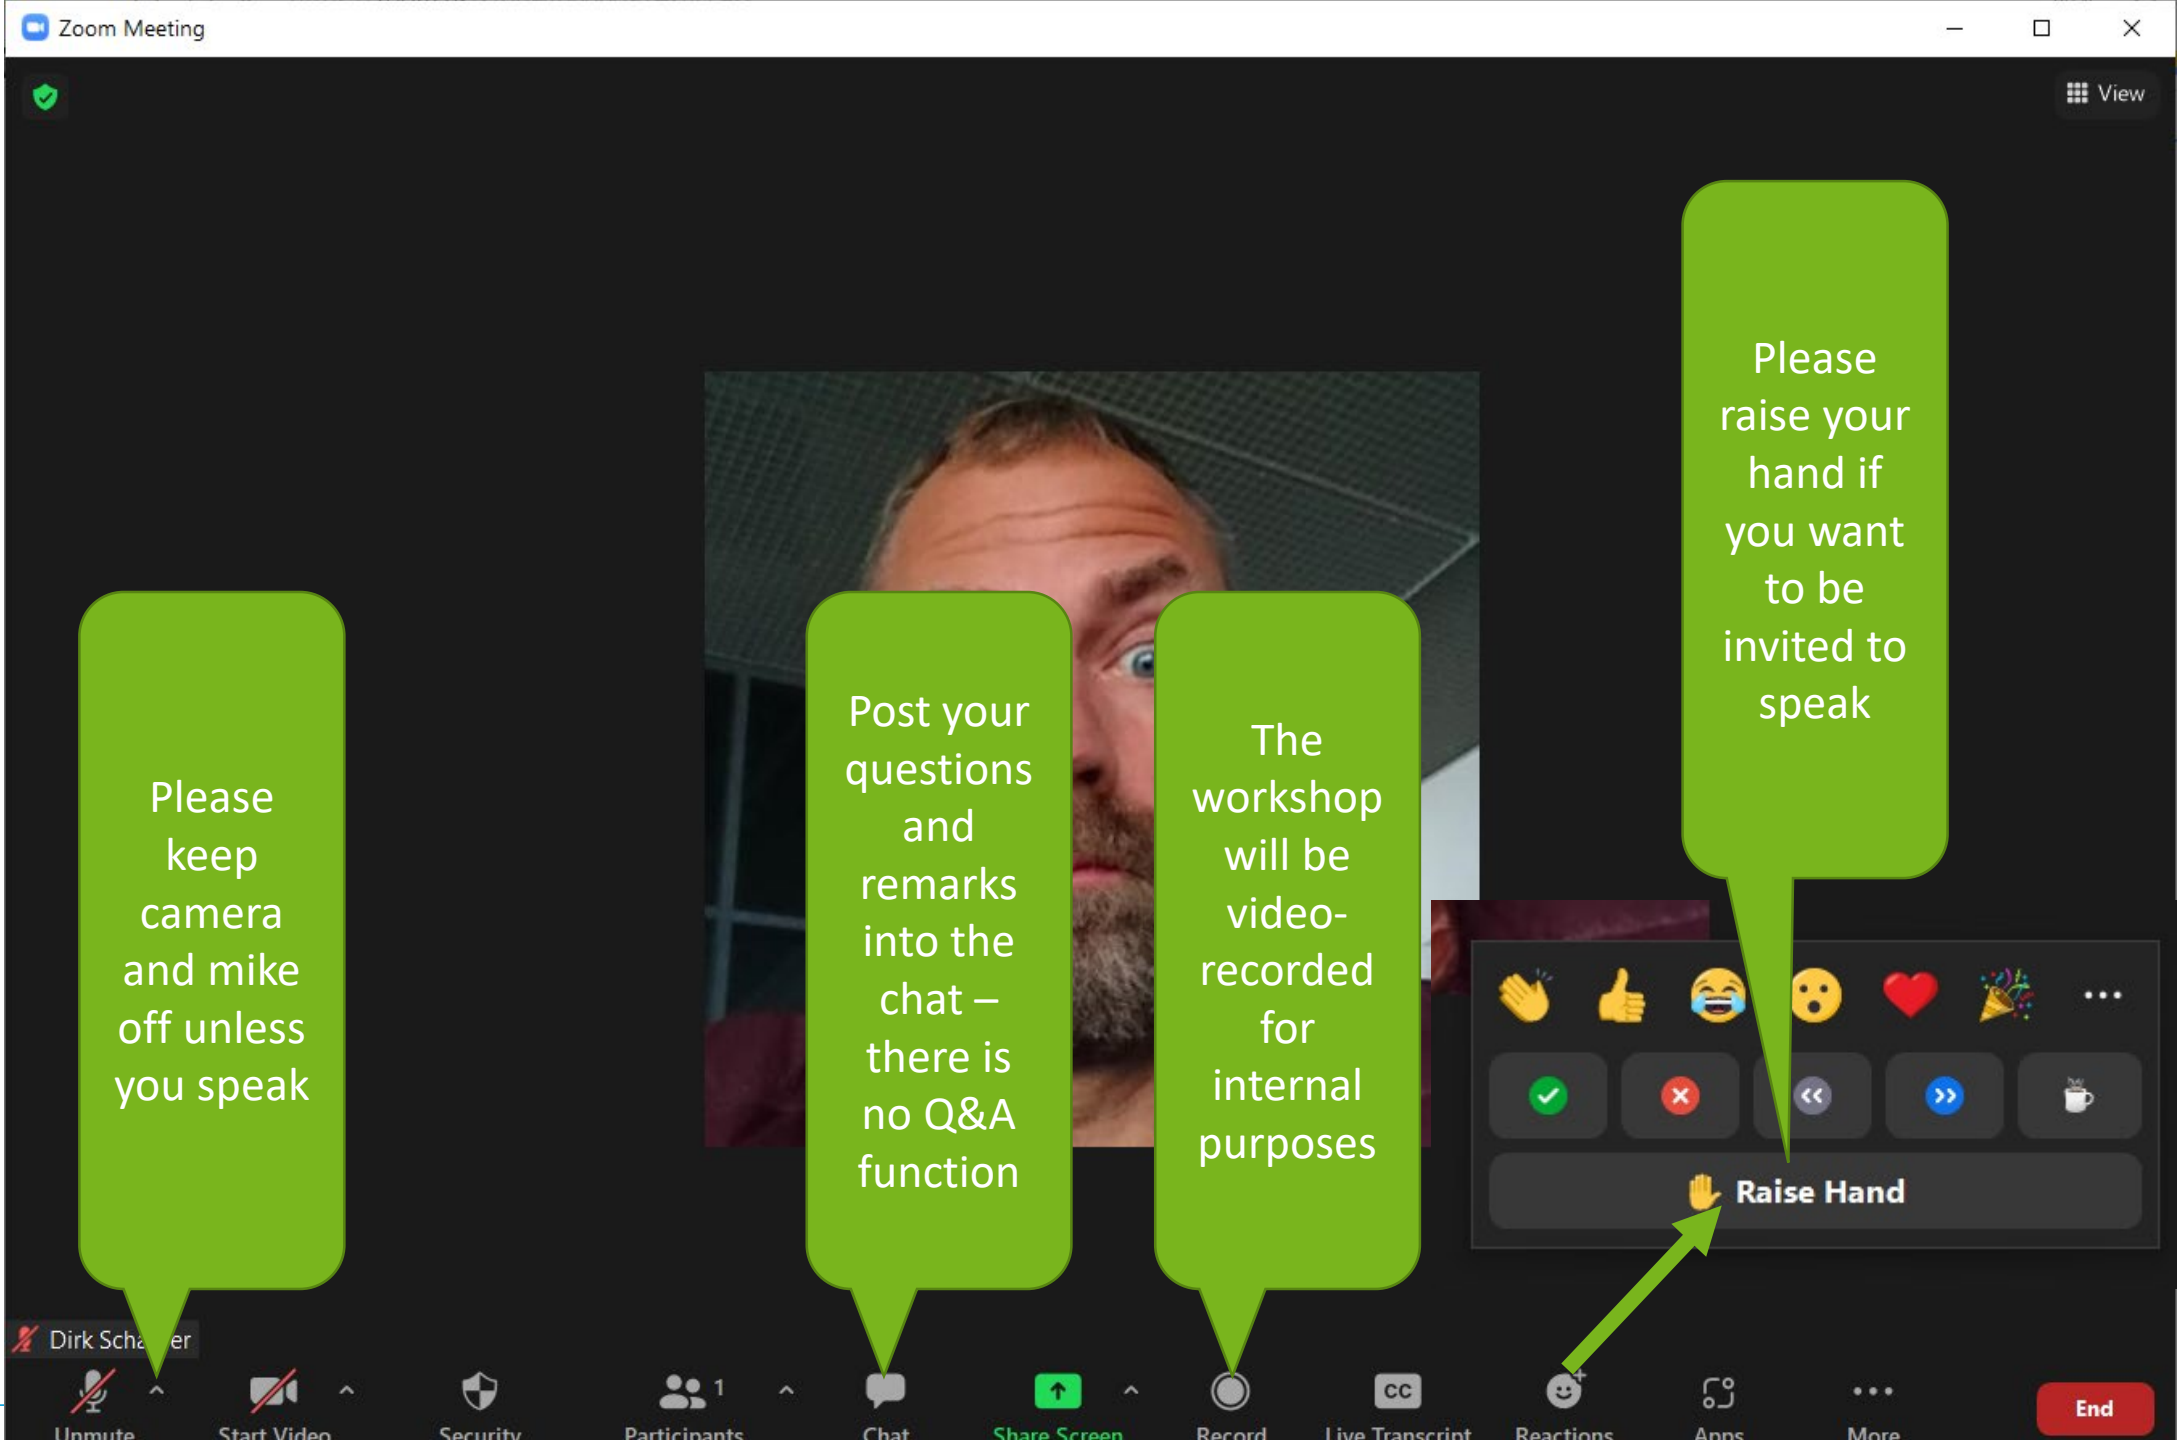 Zoom Meeting
View
Please
raise your
hand if
you want
to be
invited to
speak
Please
keep
camera
and mike
off unless
you speak
Post your
questions
and
remarks
into the
chat –
there is
no Q&A
function
The
workshop
will be
video-
recorded
for
internal
purposes
Raise Hand
Dirk
1
CC
End
Unmute
Start Video
Security
Participants
Chat
Share Screen
Record
Live Transcript
Reactions
Apps
More